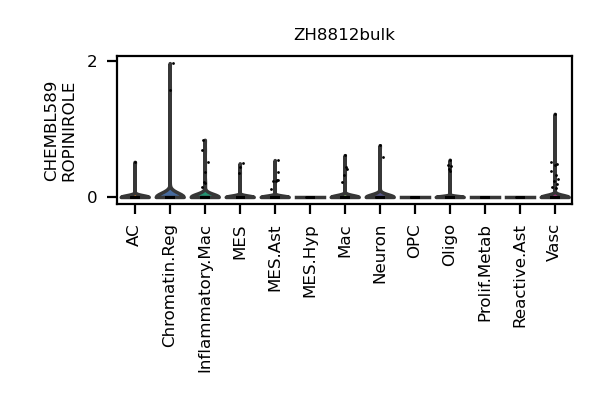 ZH8812bulk
CHEMBL589
ROPINIROLE
2
0
AC
Chromatin.Reg
Inflammatory.Mac
MES
MES.Ast
MES.Hyp
Mac
Neuron
OPC
Oligo
Prolif.Metab
Reactive.Ast
Vasc